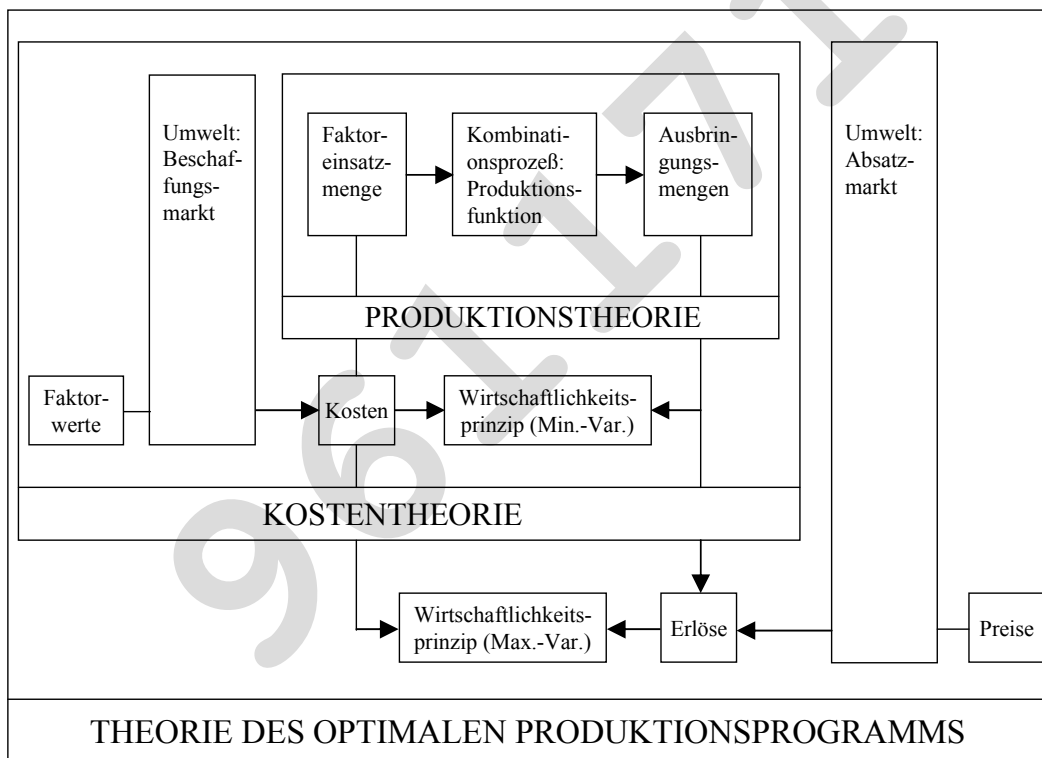 Umwelt:
Beschaf-
fungs-
markt
Faktor-
einsatz-
menge
Kombinati-
onsprozeß:
Produktions-
funktion
Ausbrin-
gungs-
mengen
Umwelt:
Absatz-
markt
PRODUKTIONSTHEORIE
Faktor-
werte
Kosten
Wirtschaftlichkeits-
prinzip (Min.-Var.)
KOSTENTHEORIE
Wirtschaftlichkeits-
prinzip (Max.-Var.)
Erlöse
Preise
THEORIE DES OPTIMALEN PRODUKTIONSPROGRAMMS
961171